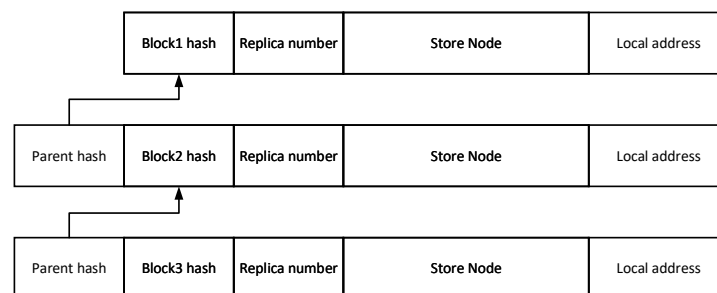 Block1 hash Replica number Store Node Local address
Parent hash Block2 hash Replica number Store Node Local address
Parent hash Block3 hash Replica number Store Node Local address